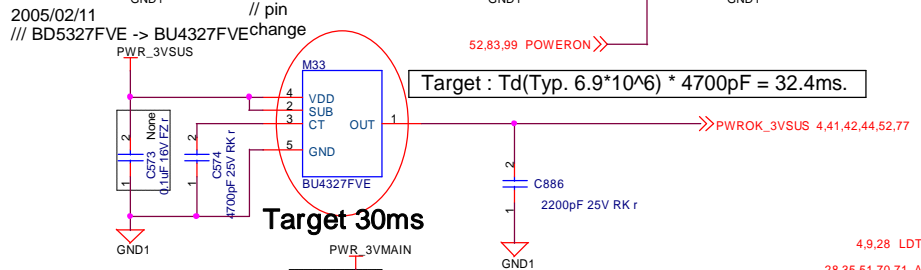 GND1
GND1
GND1
2005/02/11
/// BD5327FVE -> BU4327FVE
// pin
change
PWR_3VSUS
52,83,99 POWERON
M33
Target : Td(Typ. 6.9*10^6) * 4700pF = 32.4ms.
4 VDD
2 SUB
3 CT
OUT 1
5 GND
BU4327FVE
PWROK_3VSUS 4,41,42,44,52,77
2
1
C573 None
0.1uF 16V FZ r
2
1
C574
4700pF 25V RK r
2
1
C886
2200pF 25V RK r
Target 30ms
GND1
PWR_3VMAIN
GND1
4,9,28 LDT